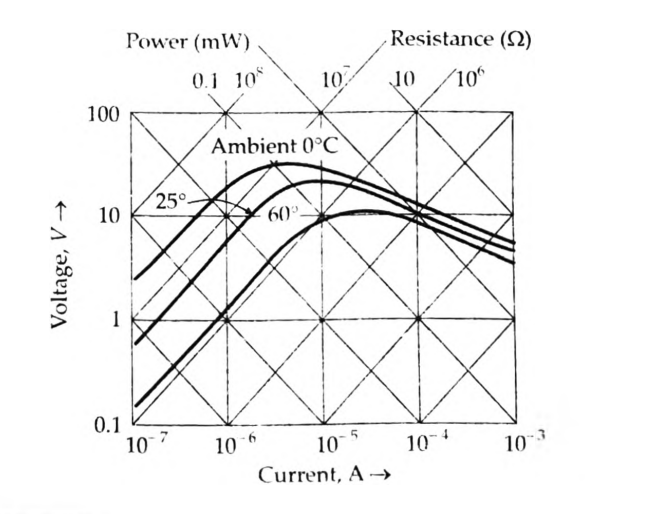 Power (mW) Resistance (Ω)
0.1 10⁸ 10⁷ 10 10⁶
100
Ambient 0°C
25°
10 60°
Voltage, V →
1
0.1
10⁻⁷ 10⁻⁶ 10⁻⁵ 10⁻⁴ 10⁻³
Current, A →